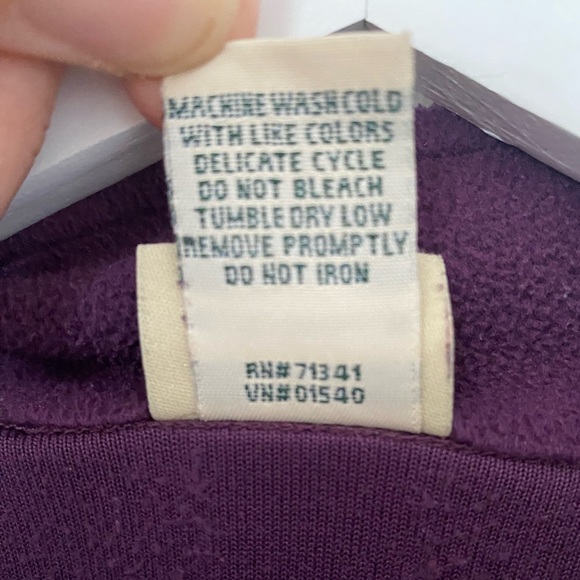 MACHINE WASH COLD
WITH LIKE COLORS
DELICATE CYCLE
DO NOT BLEACH
TUMBLE DRY LOW
REMOVE PROMPTLY
DO NOT IRON
RN# 71341
VN# 01540